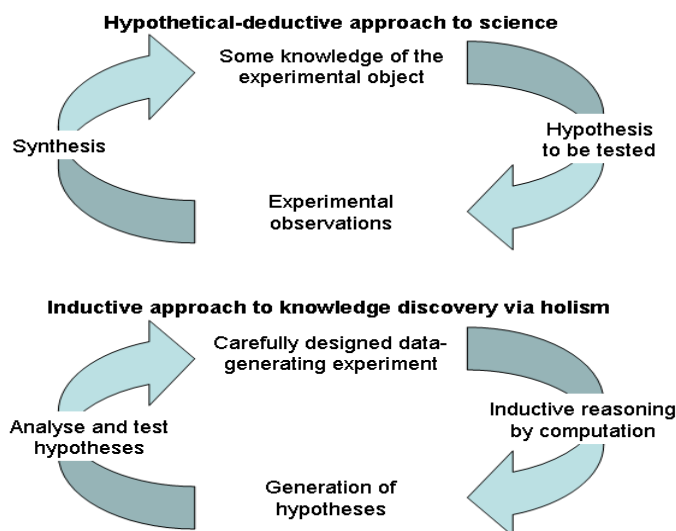 Hypothetical-deductive approach to science
Some knowledge of the
experimental object
Hypothesis
to be tested
Synthesis
Experimental
observations
Inductive approach to knowledge discovery via holism
Carefully designed data-
generating experiment
Inductive reasoning
by computation
Analyse and test
hypotheses
Generation of
hypotheses